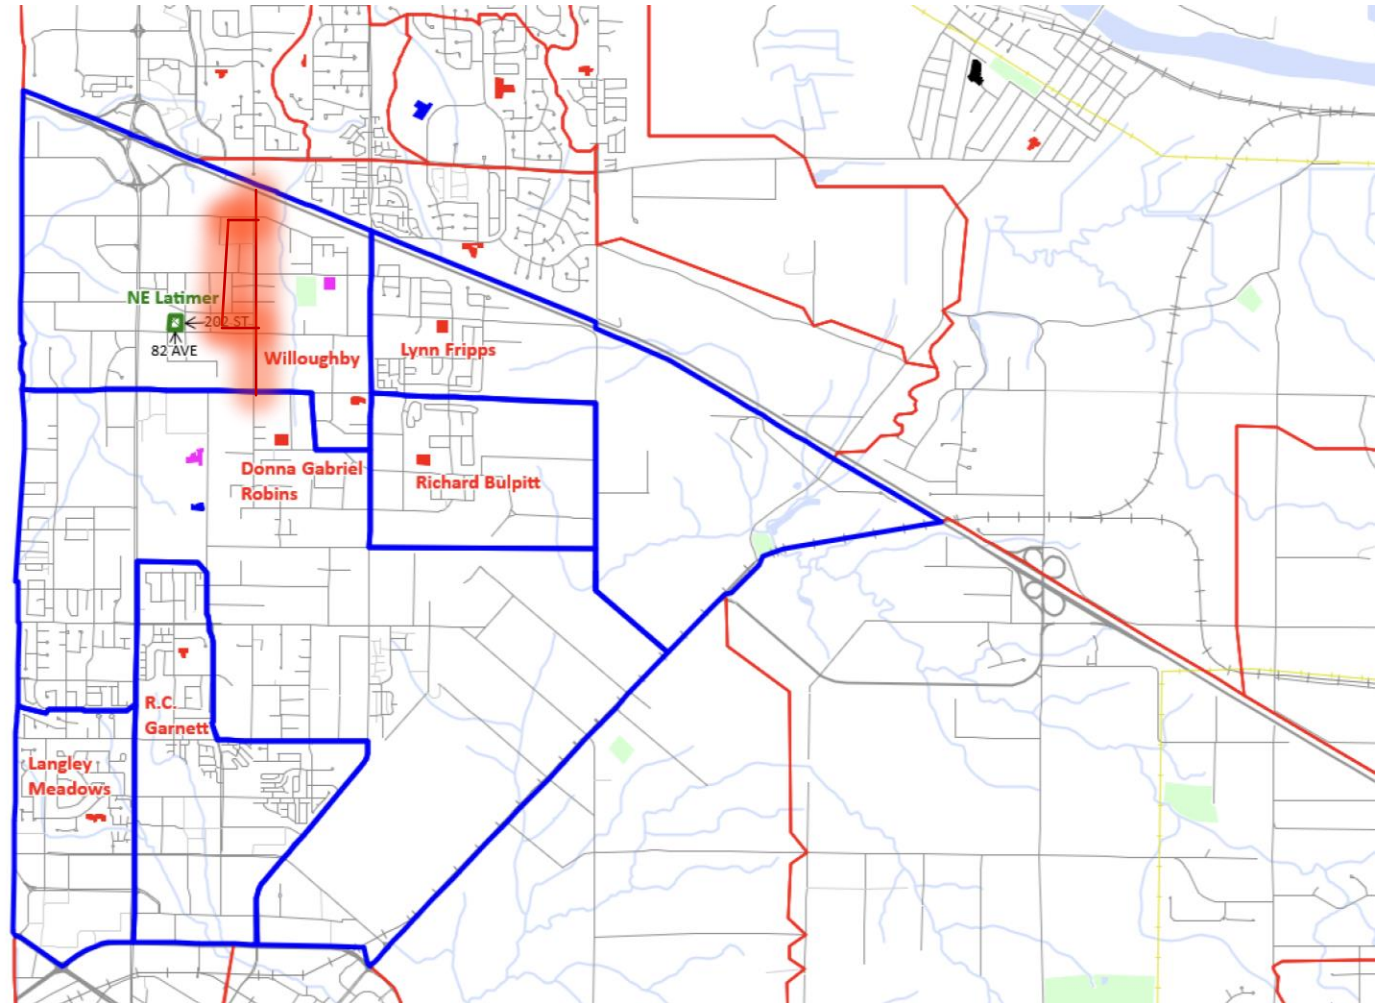 NE Latimer
202 ST
82 AVE
Willoughby
Lynn Fripps
Donna Gabriel
Robins
Richard Bulpitt
R.C.
Garnett
Langley
Meadows